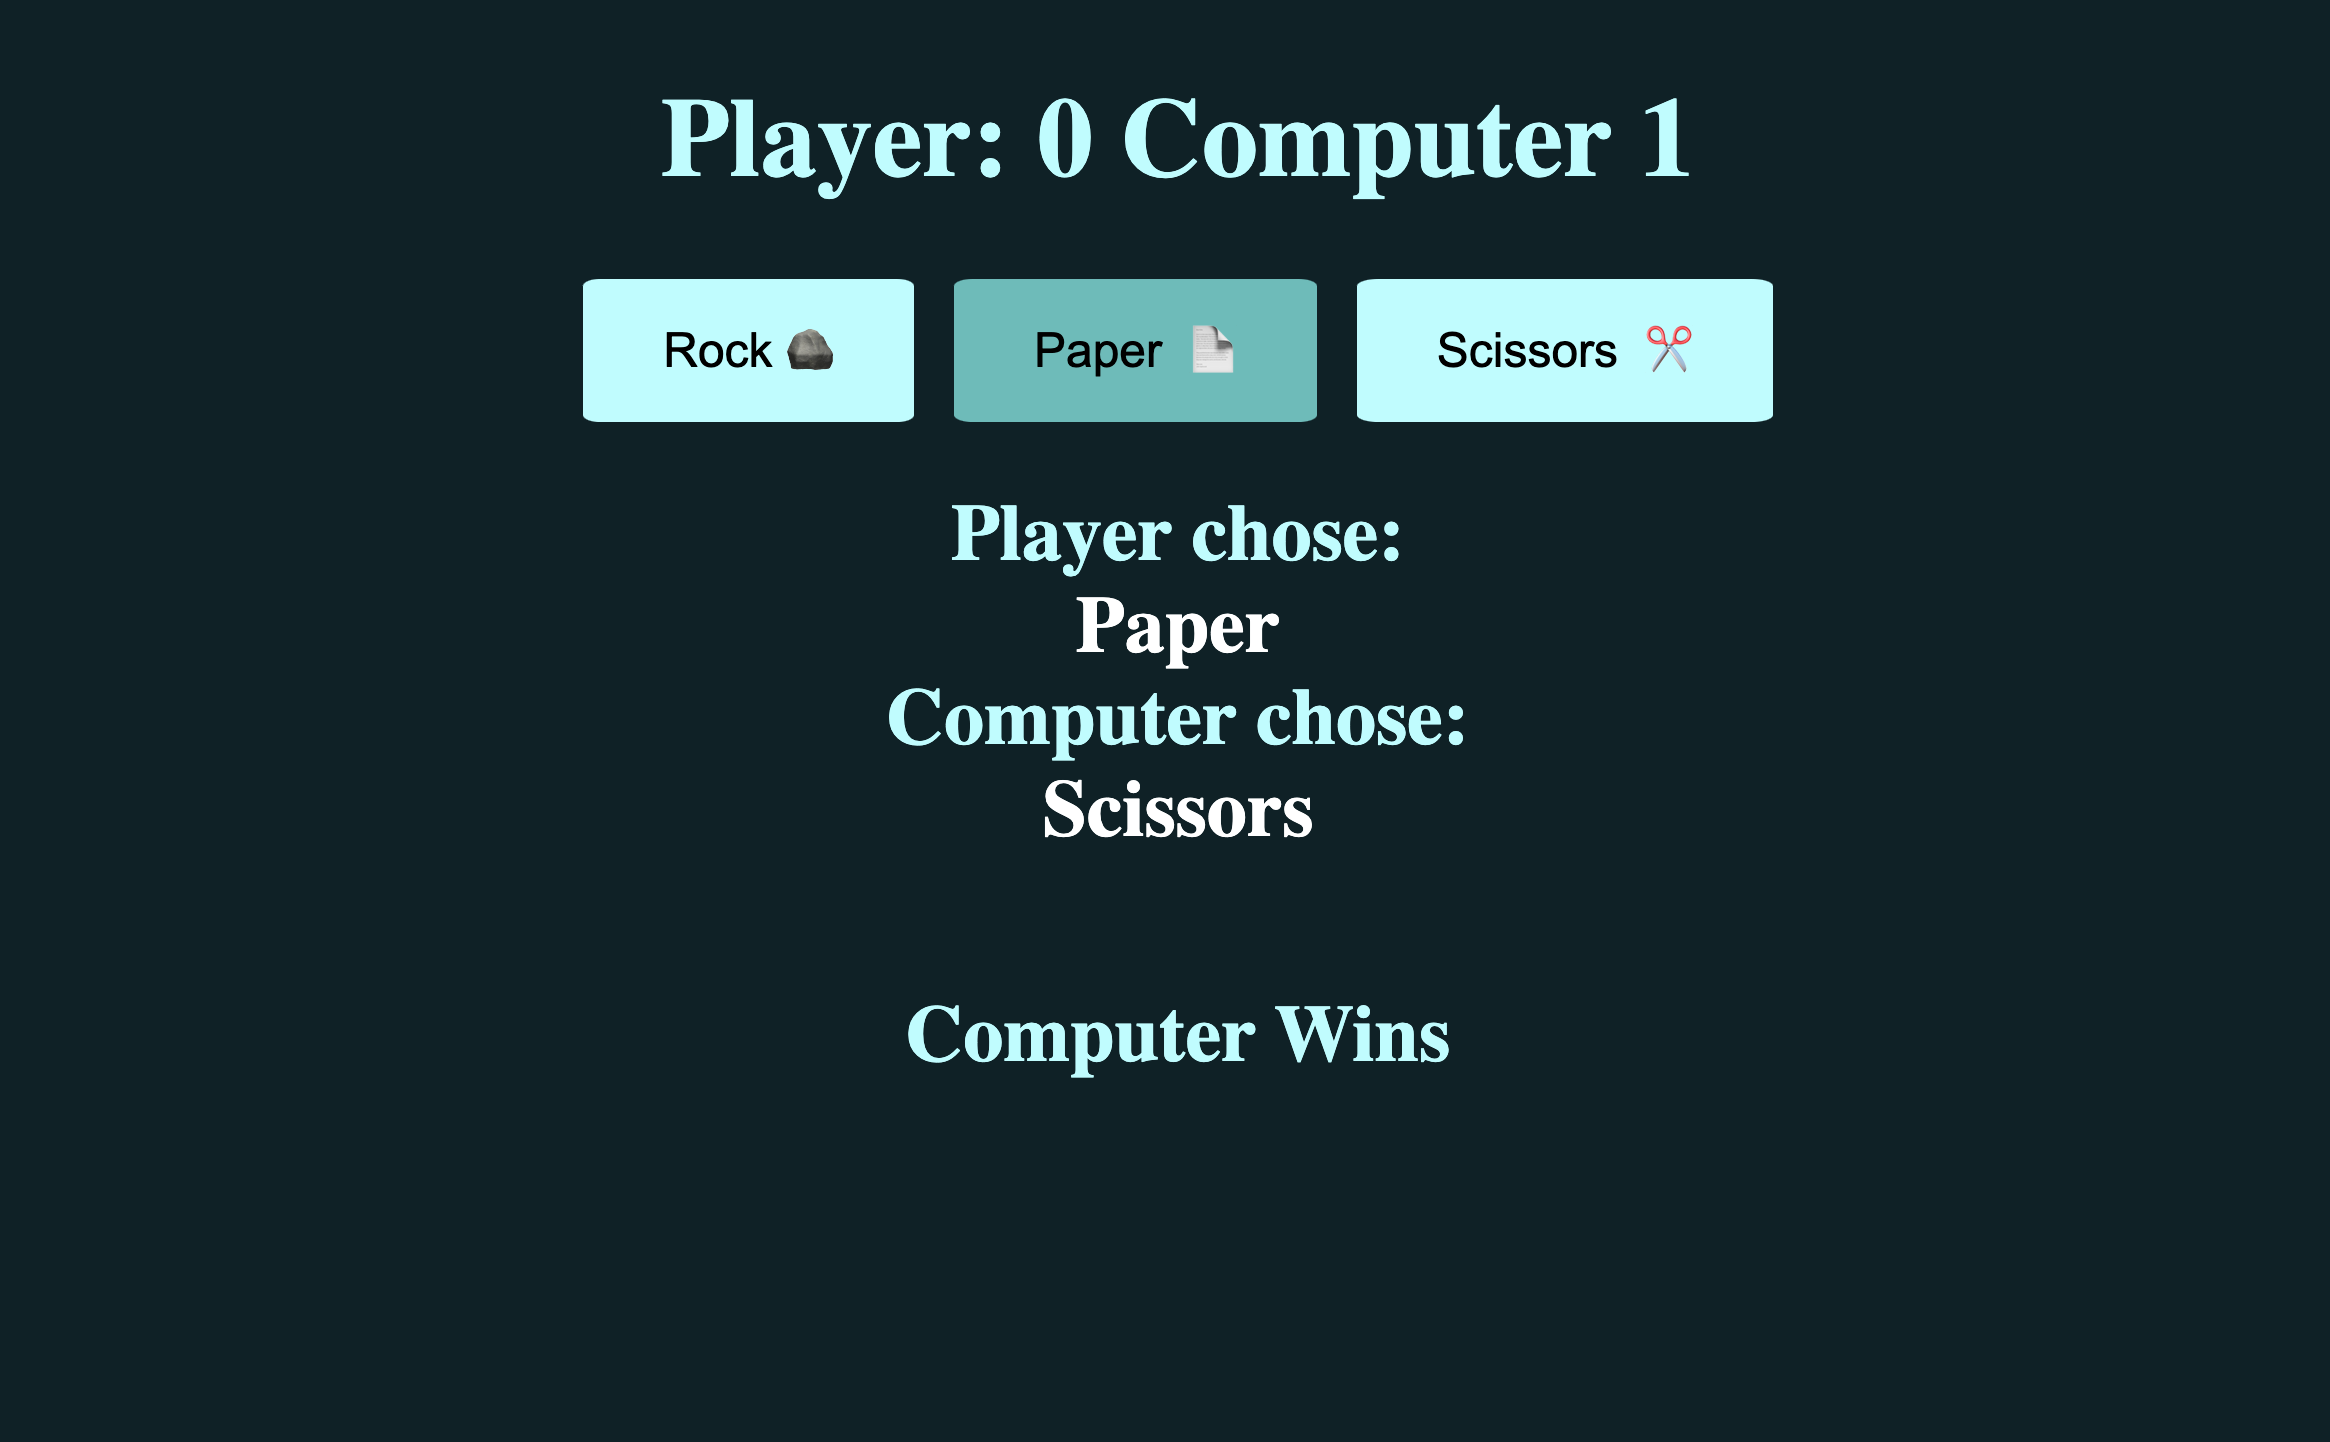 Player: 0 Computer 1
Rock 🪨 Paper 📄 Scissors ✂️
Player chose:
Paper
Computer chose:
Scissors
Computer Wins